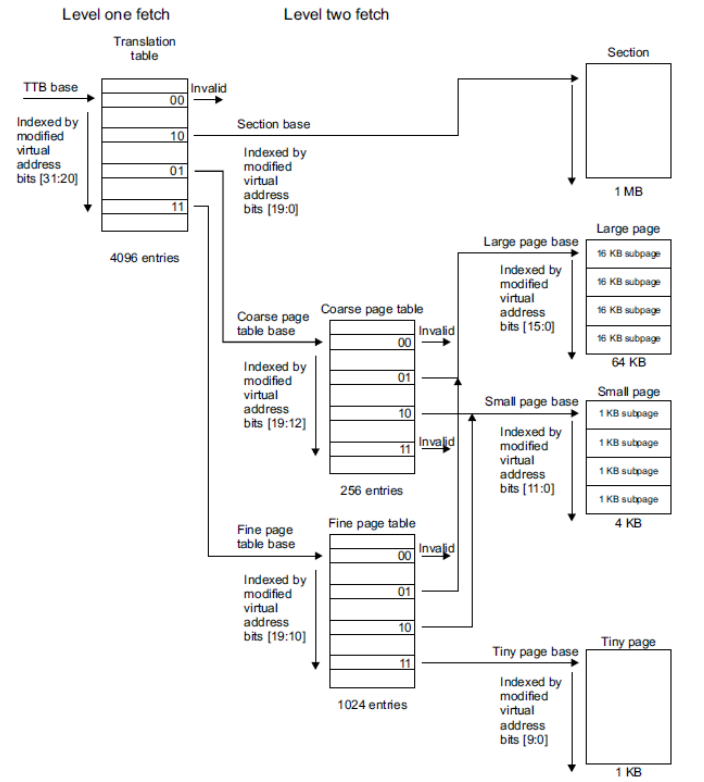 Level one fetch
Level two fetch
Translation
table
TTB base
Indexed by
modified
virtual
address
bits [31:20]
00
Invalid
10
01
11
4096 entries
Section base
Indexed by
modified
virtual
address
bits [19:0]
Section
1 MB
Coarse page
table base
Indexed by
modified
virtual
address
bits [19:12]
Coarse page table
00
Invalid
01
10
11
Invalid
256 entries
Large page base
Indexed by
modified
virtual
address
bits [15:0]
Large page
16 KB subpage
16 KB subpage
16 KB subpage
16 KB subpage
64 KB
Small page base
Indexed by
modified
virtual
address
bits [11:0]
Small page
1 KB subpage
1 KB subpage
1 KB subpage
1 KB subpage
4 KB
Fine page
table base
Indexed by
modified
virtual
address
bits [19:10]
Fine page table
00
Invalid
01
10
11
1024 entries
Tiny page base
Indexed by
modified
virtual
address
bits [9:0]
Tiny page
1 KB